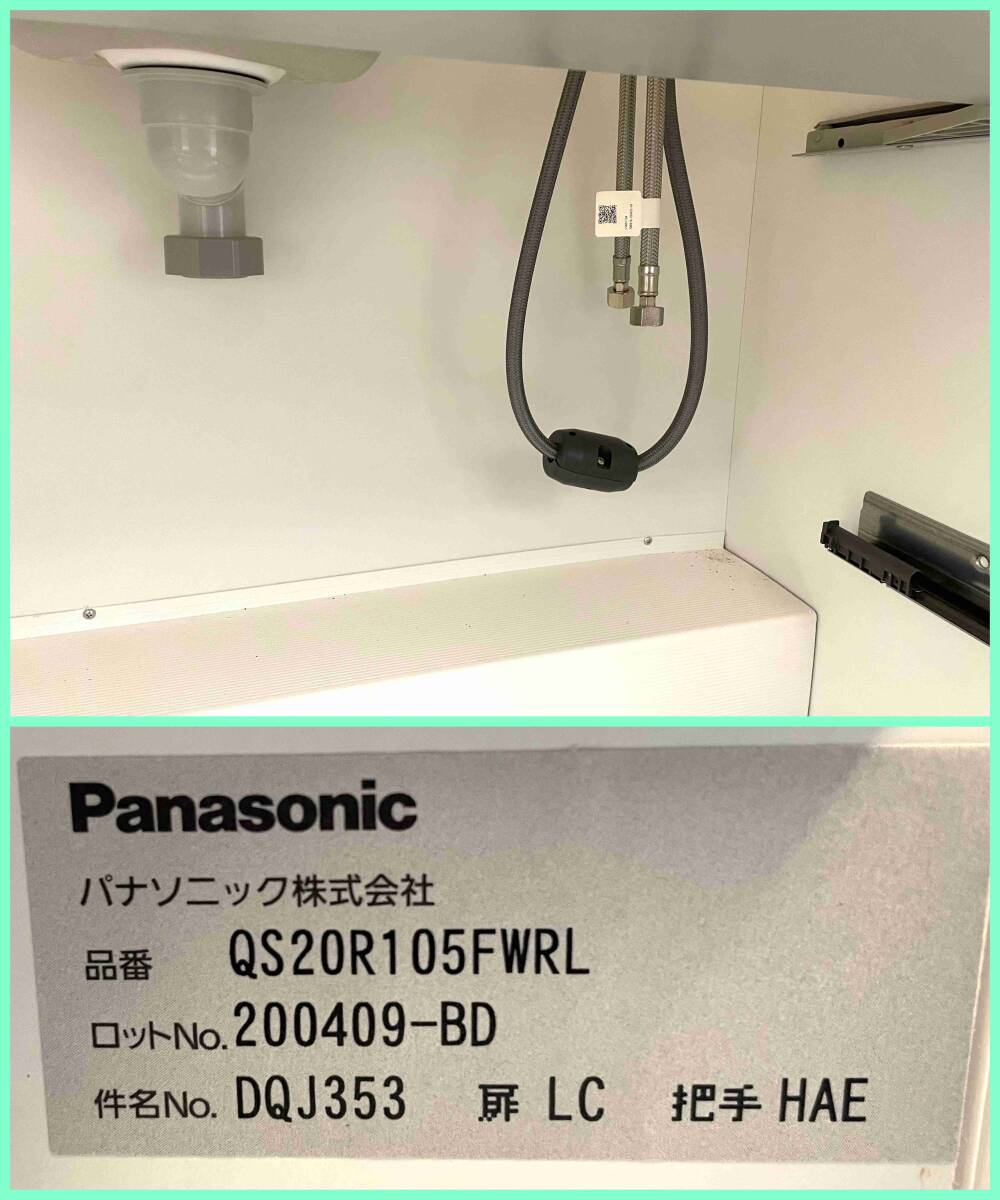 Panasonic
パナソニック株式会社
品番 QS20R105FWRL
ロットNo. 200409-BD
件名No. DQJ353 扉 LC 把手 HAE